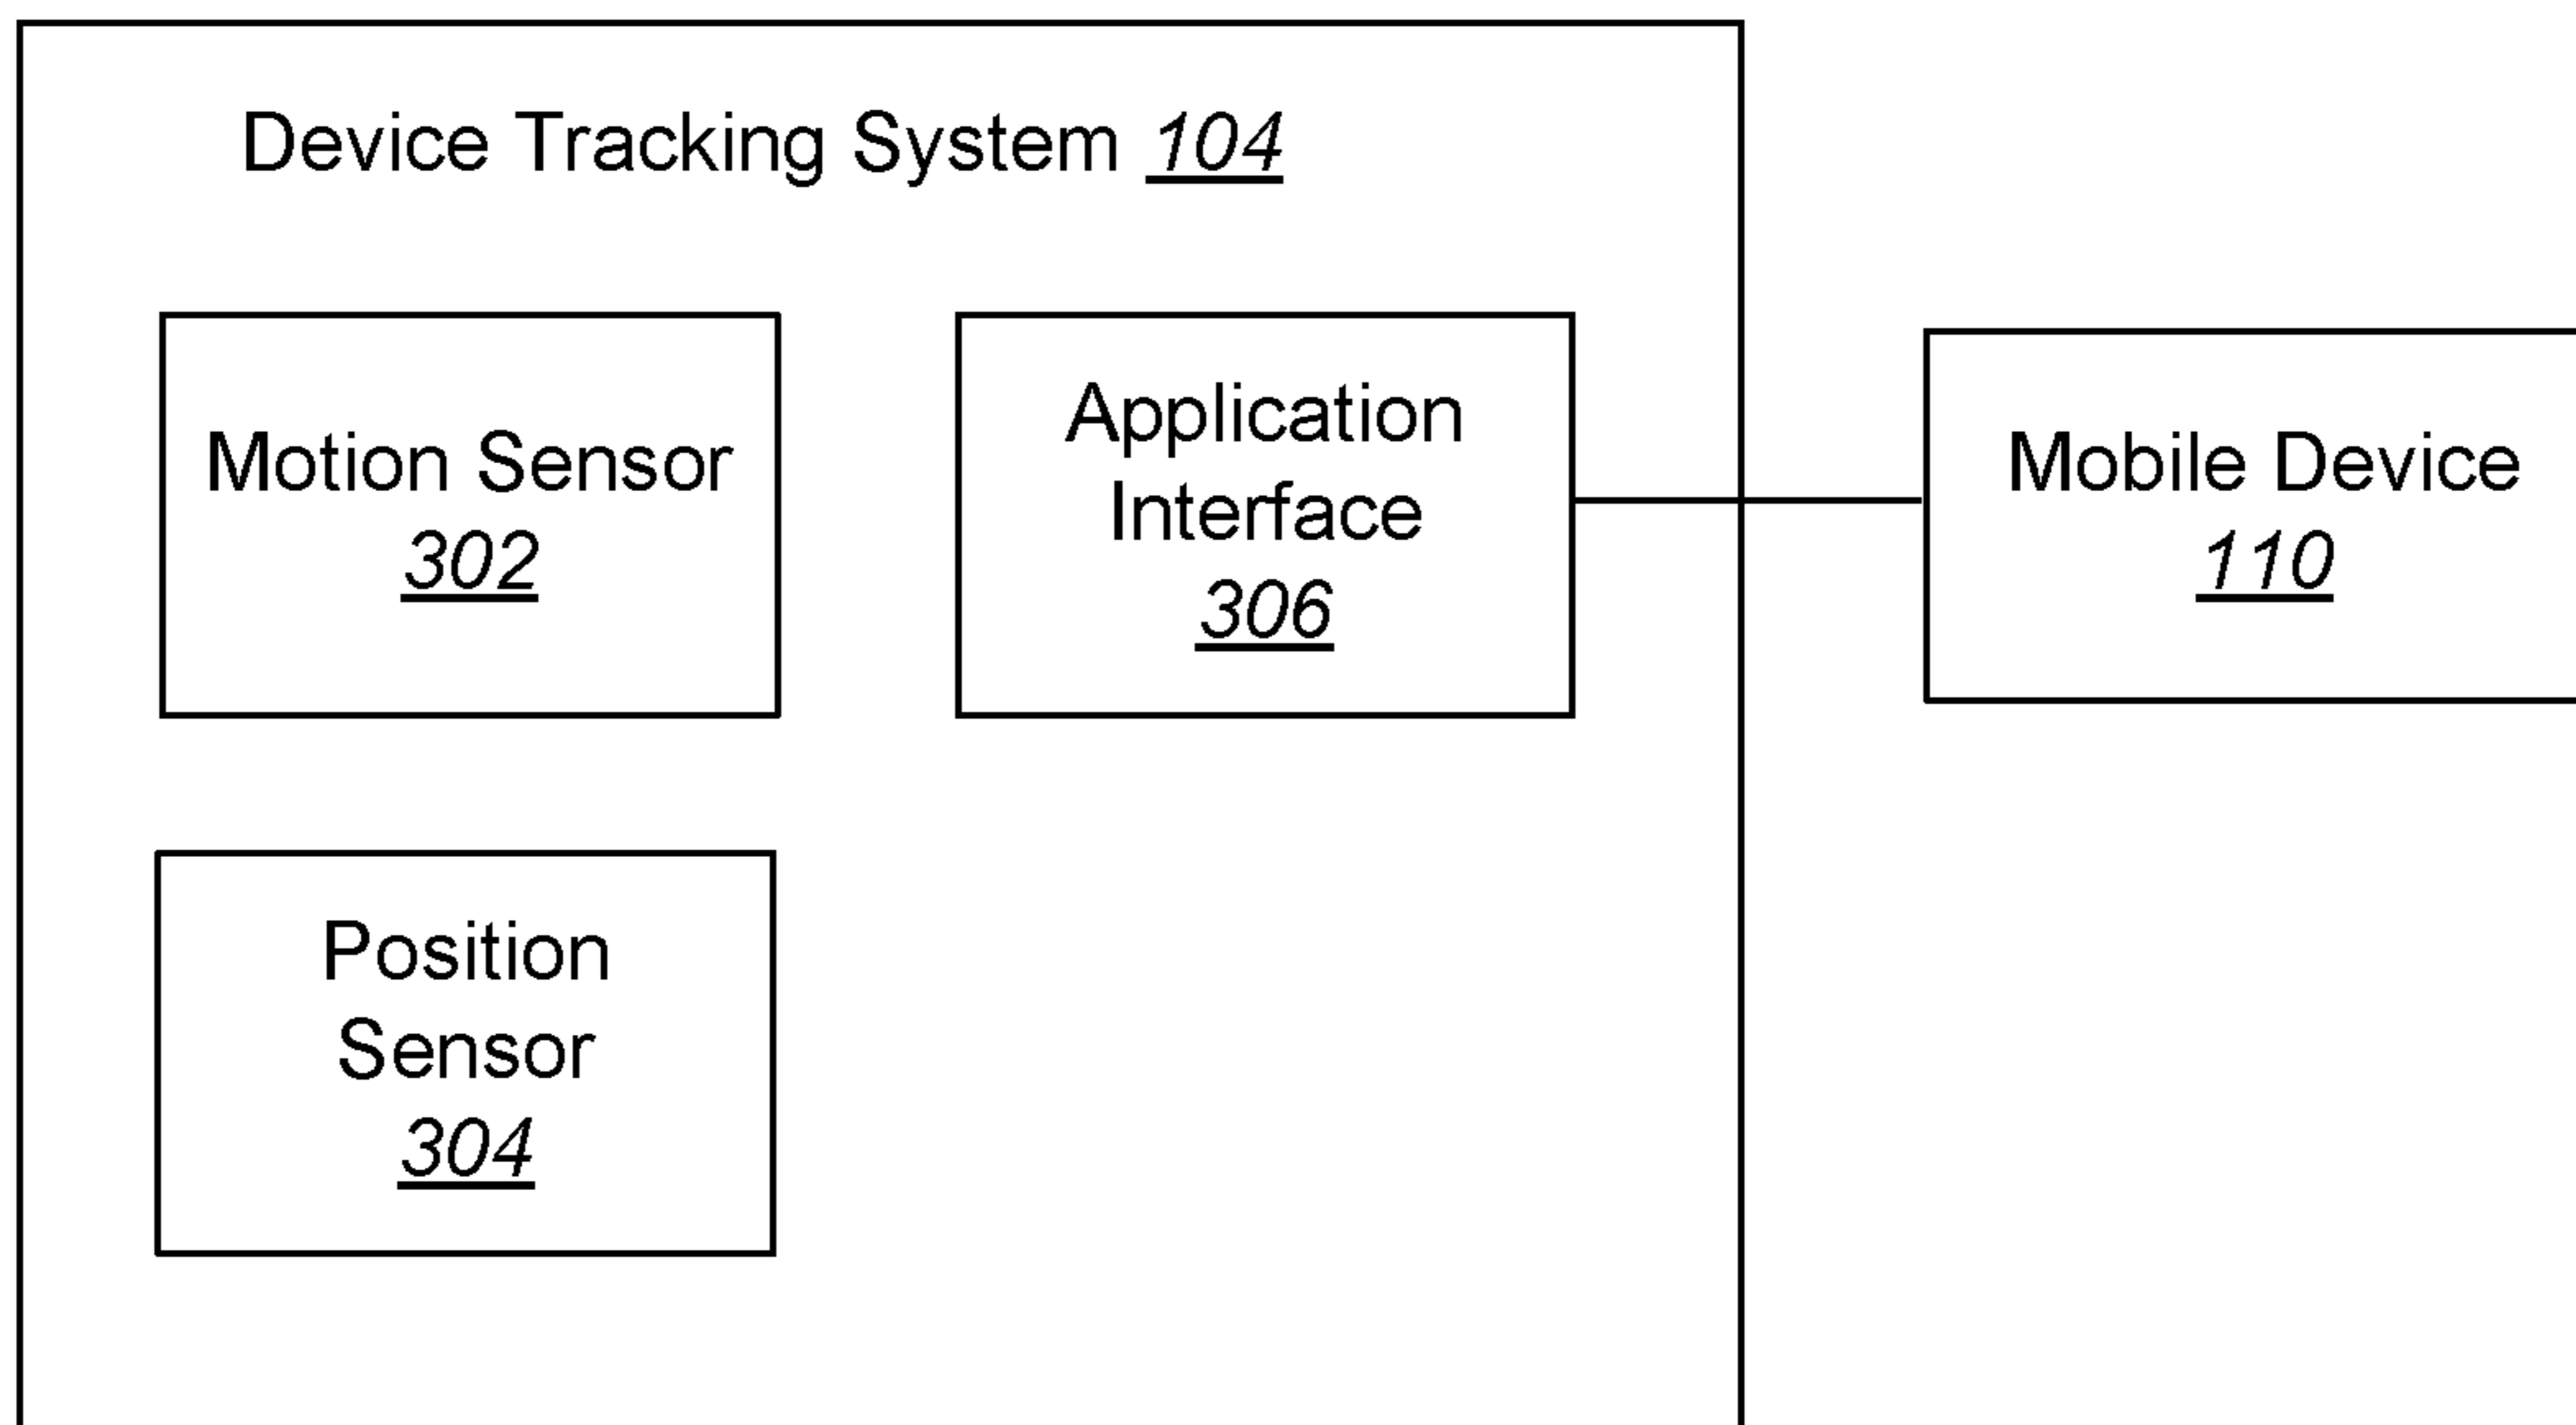 Device Tracking System 104
Motion Sensor
302
Application
Interface
306
Mobile Device
110
Position
Sensor
304